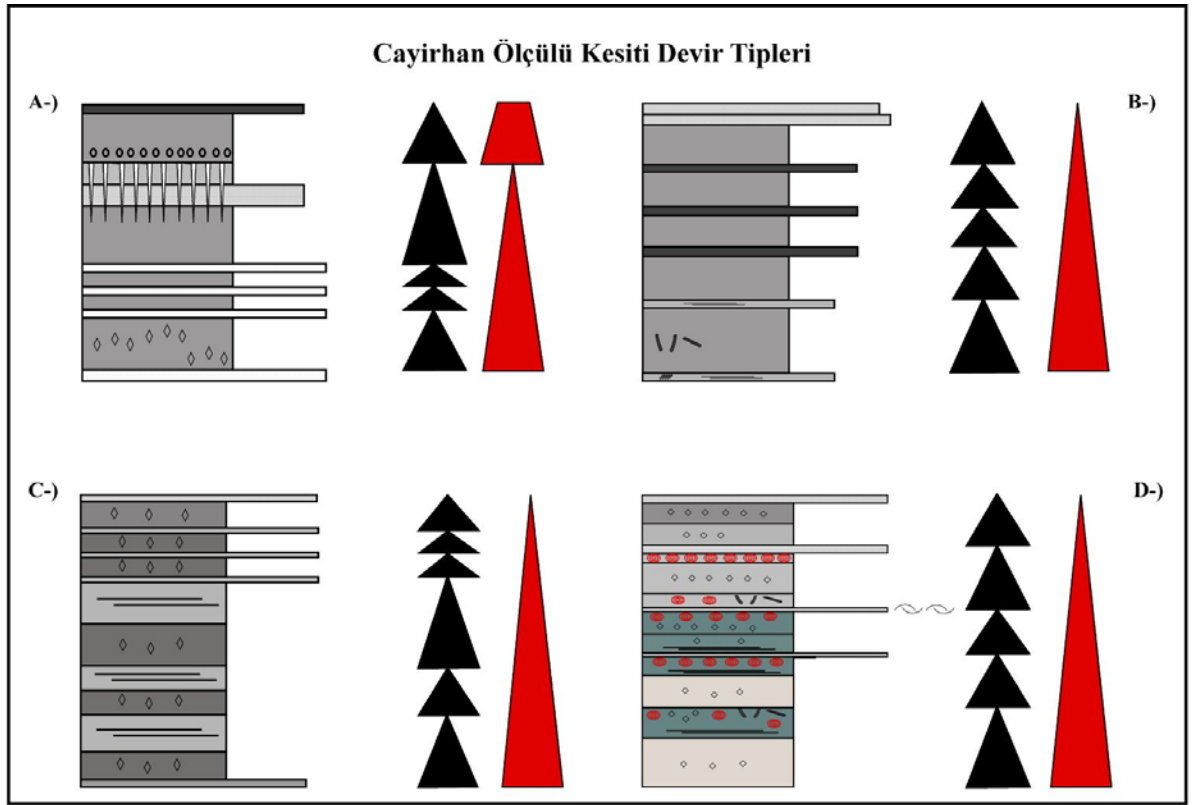 Cayirhan Ölçülü Kesiti Devir Tipleri
A-)
B-)
C-)
D-)